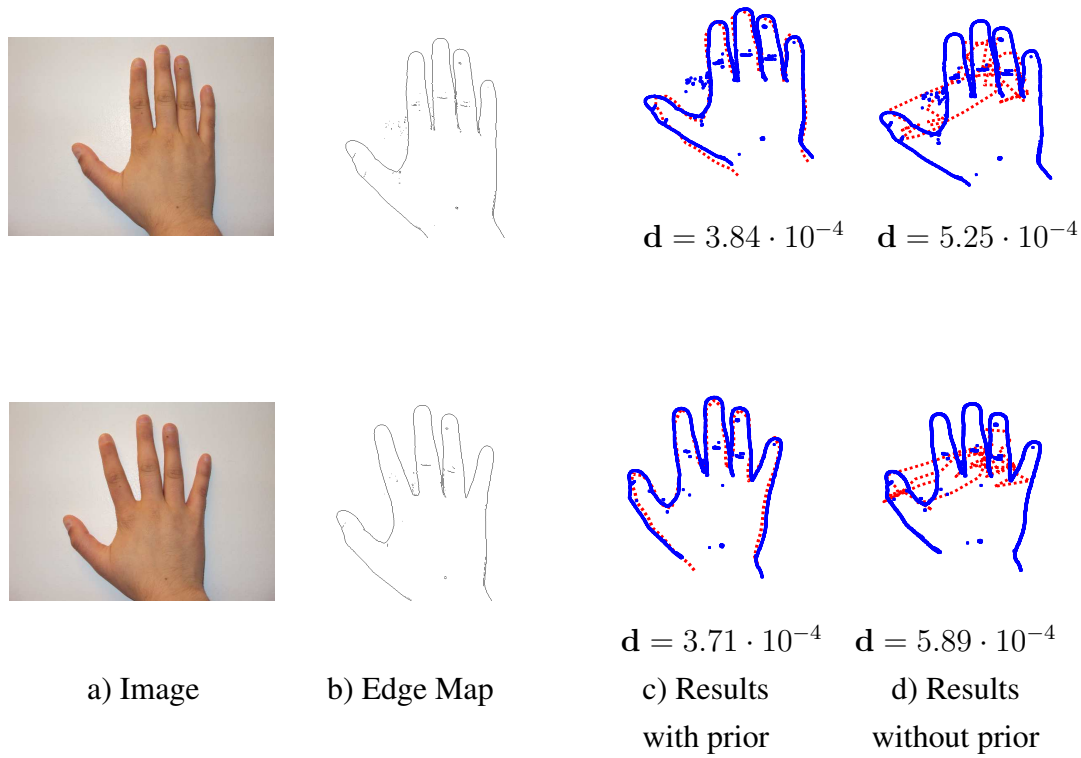 d = 3.84 · 10⁻⁴
d = 5.25 · 10⁻⁴
d = 3.71 · 10⁻⁴
d = 5.89 · 10⁻⁴
a) Image
b) Edge Map
c) Results
with prior
d) Results
without prior